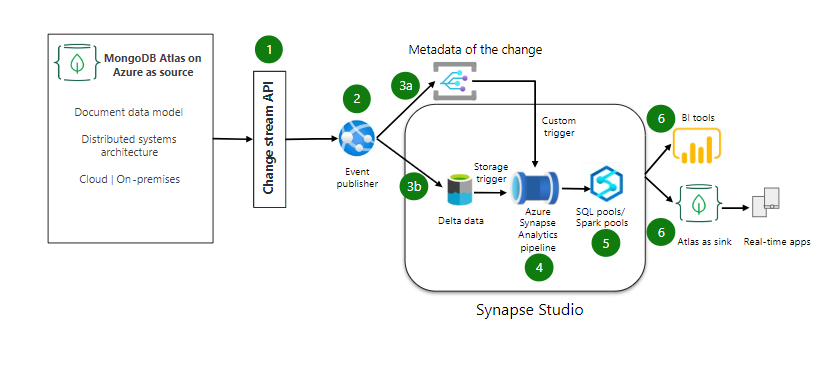 MongoDB Atlas on
Azure as source
Document data model
Distributed systems
architecture
Cloud | On-premises
1
Change stream API
2
Event
publisher
Metadata of the change
3a
3b
Custom
trigger
Storage
trigger
Delta data
Azure
Synapse
Analytics
pipeline
4
SQL pools/
Spark pools
5
Synapse Studio
6
BI tools
6
Atlas as sink
Real-time apps